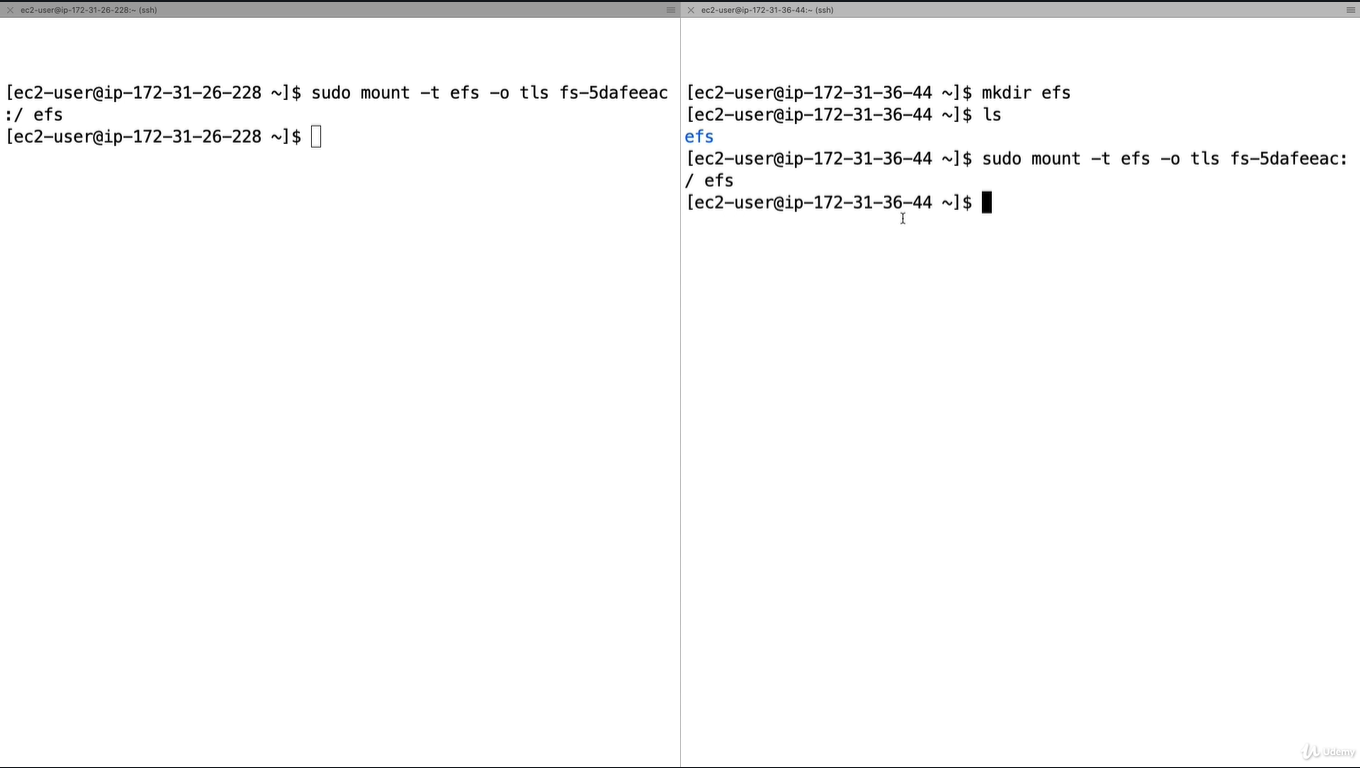 ec2-user@ip-172-31-26-228:~ (ssh)
[ec2-user@ip-172-31-26-228 ~]$ sudo mount -t efs -o tls fs-5dafeeac
:/ efs
[ec2-user@ip-172-31-26-228 ~]$
ec2-user@ip-172-31-36-44:~ (ssh)
[ec2-user@ip-172-31-36-44 ~]$ mkdir efs
[ec2-user@ip-172-31-36-44 ~]$ ls
efs
[ec2-user@ip-172-31-36-44 ~]$ sudo mount -t efs -o tls fs-5dafeeac:
/ efs
[ec2-user@ip-172-31-36-44 ~]$
Udemy